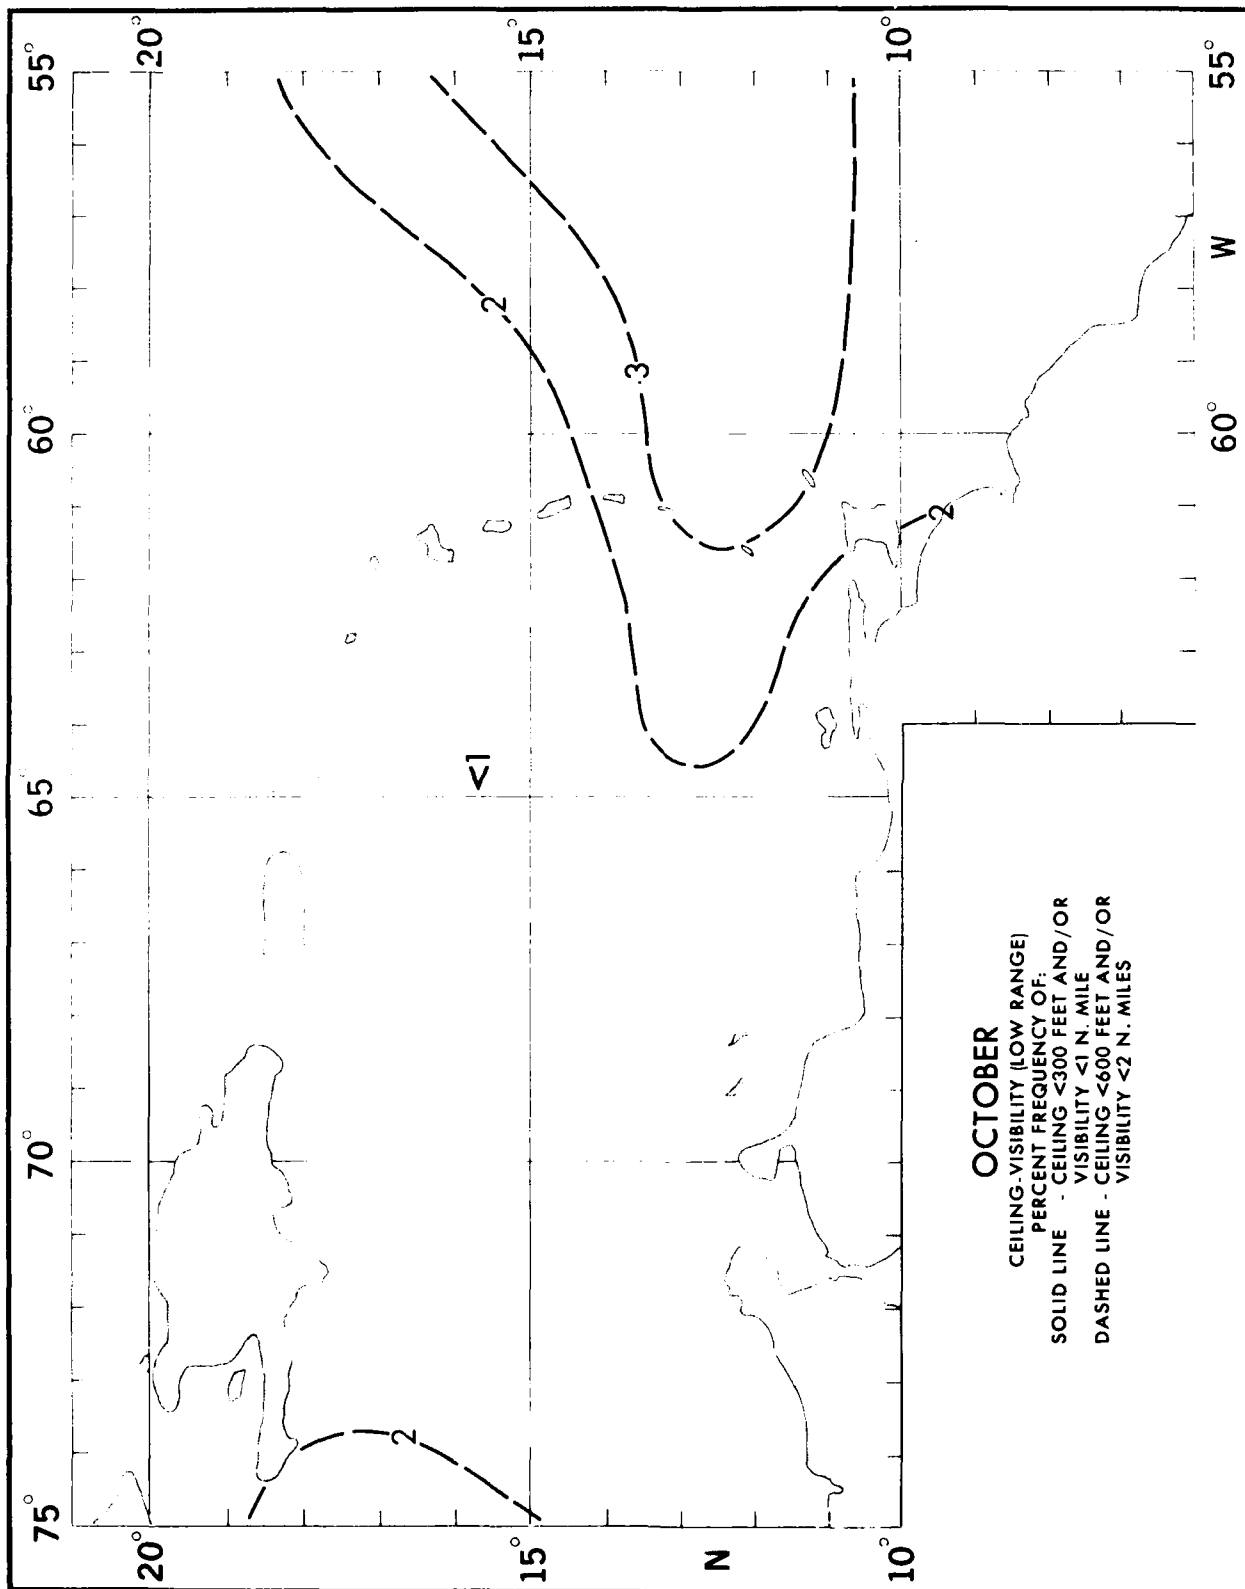 75° 70° 65° 60° 55°
20° 20°
2
<1
2
15° 15°
3
N
10° 10°
2
OCTOBER
CEILING-VISIBILITY (LOW RANGE)
PERCENT FREQUENCY OF:
SOLID LINE - CEILING <300 FEET AND/OR
VISIBILITY <1 N. MILE
DASHED LINE - CEILING <600 FEET AND/OR
VISIBILITY <2 N. MILES
60° W 55°